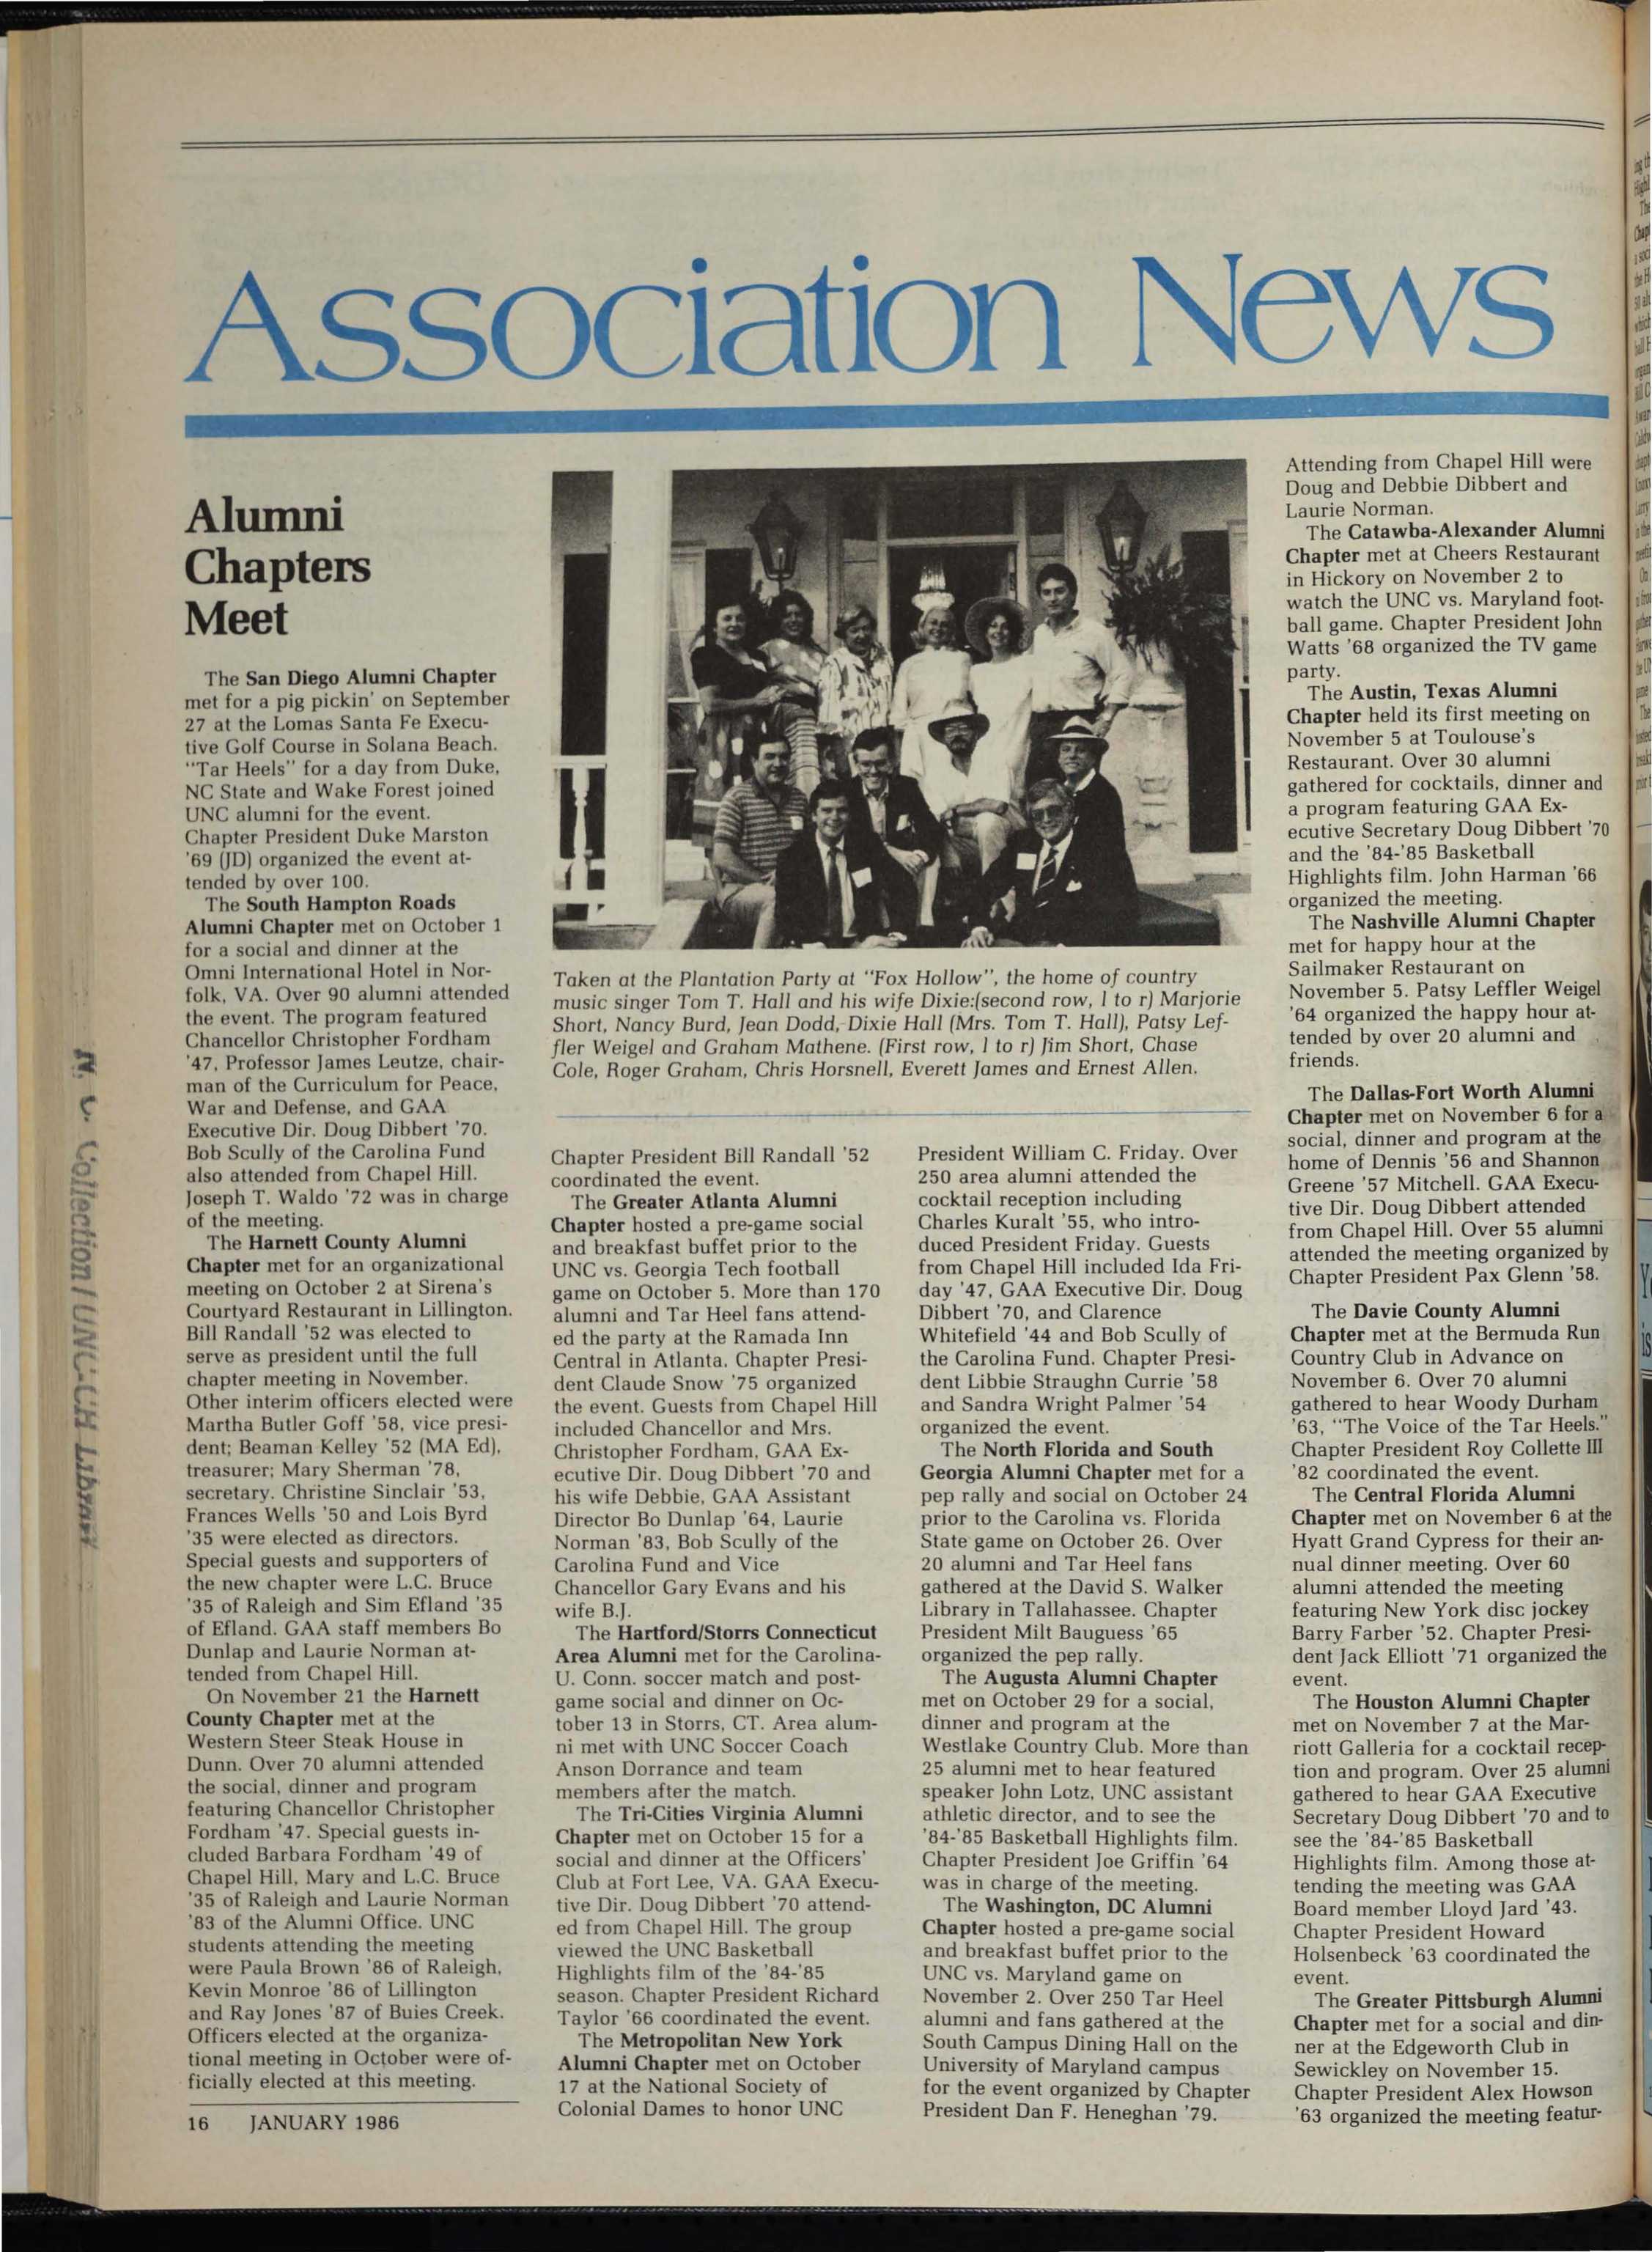 Association News
Alumni
Chapters
Meet
The San Diego Alumni Chapter
met for a pig pickin' on September
27 at the Lomas Santa Fe Execu-
tive Golf Course in Solana Beach.
"Tar Heels" for a day from Duke,
NC State and Wake Forest joined
UNC alumni for the event.
Chapter President Duke Marston
'69 (JD) organized the event at-
tended by over 100.
The South Hampton Roads
Alumni Chapter met on October 1
for a social and dinner at the
Omni International Hotel in Nor-
folk, VA. Over 90 alumni attended
the event. The program featured
Chancellor Christopher Fordham
'47, Professor James Leutze, chair-
man of the Curriculum for Peace,
War and Defense, and GAA
Executive Dir. Doug Dibbert '70.
Bob Scully of the Carolina Fund
also attended from Chapel Hill.
Joseph T. Waldo '72 was in charge
of the meeting.
The Harnett County Alumni
Chapter met for an organizational
meeting on October 2 at Sirena's
Courtyard Restaurant in Lillington.
Bill Randall '52 was elected to
serve as president until the full
chapter meeting in November.
Other interim officers elected were
Martha Butler Goff '58, vice presi-
dent; Beaman Kelley '52 (MA Ed),
treasurer; Mary Sherman '78,
secretary. Christine Sinclair '53,
Frances Wells '50 and Lois Byrd
'35 were elected as directors.
Special guests and supporters of
the new chapter were L.C. Bruce
'35 of Raleigh and Sim Efland '35
of Efland. GAA staff members Bo
Dunlap and Laurie Norman at-
tended from Chapel Hill.
On November 21 the Harnett
County Chapter met at the
Western Steer Steak House in
Dunn. Over 70 alumni attended
the social, dinner and program
featuring Chancellor Christopher
Fordham '47. Special guests in-
cluded Barbara Fordham '49 of
Chapel Hill, Mary and L.C. Bruce
'35 of Raleigh and Laurie Norman
'83 of the Alumni Office. UNC
students attending the meeting
were Paula Brown '86 of Raleigh,
Kevin Monroe '86 of Lillington
and Ray Jones '87 of Buies Creek.
Officers elected at the organiza-
tional meeting in October were of-
ficially elected at this meeting.
Taken at the Plantation Party at "Fox Hollow", the home of country
music singer Tom T. Hall and his wife Dixie:(second row, l to r) Marjorie
Short, Nancy Burd, Jean Dodd, Dixie Hall (Mrs. Tom T. Hall), Patsy Lef-
fler Weigel and Graham Mathene. (First row, l to r) Jim Short, Chase
Cole, Roger Graham, Chris Horsnell, Everett James and Ernest Allen.
Chapter President Bill Randall '52
coordinated the event.
The Greater Atlanta Alumni
Chapter hosted a pre-game social
and breakfast buffet prior to the
UNC vs. Georgia Tech football
game on October 5. More than 170
alumni and Tar Heel fans attend-
ed the party at the Ramada Inn
Central in Atlanta. Chapter Presi-
dent Claude Snow '75 organized
the event. Guests from Chapel Hill
included Chancellor and Mrs.
Christopher Fordham, GAA Ex-
ecutive Dir. Doug Dibbert '70 and
his wife Debbie, GAA Assistant
Director Bo Dunlap '64, Laurie
Norman '83, Bob Scully of the
Carolina Fund and Vice
Chancellor Gary Evans and his
wife B.J.
The Hartford/Storrs Connecticut
Area Alumni met for the Carolina-
U. Conn. soccer match and post-
game social and dinner on Oc-
tober 13 in Storrs, CT. Area alum-
ni met with UNC Soccer Coach
Anson Dorrance and team
members after the match.
The Tri-Cities Virginia Alumni
Chapter met on October 15 for a
social and dinner at the Officers'
Club at Fort Lee, VA. GAA Execu-
tive Dir. Doug Dibbert '70 attend-
ed from Chapel Hill. The group
viewed the UNC Basketball
Highlights film of the '84-'85
season. Chapter President Richard
Taylor '66 coordinated the event.
The Metropolitan New York
Alumni Chapter met on October
17 at the National Society of
Colonial Dames to honor UNC
President William C. Friday. Over
250 area alumni attended the
cocktail reception including
Charles Kuralt '55, who intro-
duced President Friday. Guests
from Chapel Hill included Ida Fri-
day '47, GAA Executive Dir. Doug
Dibbert '70, and Clarence
Whitefield '44 and Bob Scully of
the Carolina Fund. Chapter Presi-
dent Libbie Straughn Currie '58
and Sandra Wright Palmer '54
organized the event.
The North Florida and South
Georgia Alumni Chapter met for a
pep rally and social on October 24
prior to the Carolina vs. Florida
State game on October 26. Over
20 alumni and Tar Heel fans
gathered at the David S. Walker
Library in Tallahassee. Chapter
President Milt Bauguess '65
organized the pep rally.
The Augusta Alumni Chapter
met on October 29 for a social,
dinner and program at the
Westlake Country Club. More than
25 alumni met to hear featured
speaker John Lotz, UNC assistant
athletic director, and to see the
'84-'85 Basketball Highlights film.
Chapter President Joe Griffin '64
was in charge of the meeting.
The Washington, DC Alumni
Chapter hosted a pre-game social
and breakfast buffet prior to the
UNC vs. Maryland game on
November 2. Over 250 Tar Heel
alumni and fans gathered at the
South Campus Dining Hall on the
University of Maryland campus
for the event organized by Chapter
President Dan F. Heneghan '79.
Attending from Chapel Hill were
Doug and Debbie Dibbert and
Laurie Norman.
The Catawba-Alexander Alumni
Chapter met at Cheers Restaurant
in Hickory on November 2 to
watch the UNC vs. Maryland foot-
ball game. Chapter President John
Watts '68 organized the TV game
party.
The Austin, Texas Alumni
Chapter held its first meeting on
November 5 at Toulouse's
Restaurant. Over 30 alumni
gathered for cocktails, dinner and
a program featuring GAA Ex-
ecutive Secretary Doug Dibbert '70
and the '84-'85 Basketball
Highlights film. John Harman '66
organized the meeting.
The Nashville Alumni Chapter
met for happy hour at the
Sailmaker Restaurant on
November 5. Patsy Leffler Weigel
'64 organized the happy hour at-
tended by over 20 alumni and
friends.
The Dallas-Fort Worth Alumni
Chapter met on November 6 for a
social, dinner and program at the
home of Dennis '56 and Shannon
Greene '57 Mitchell. GAA Execu-
tive Dir. Doug Dibbert attended
from Chapel Hill. Over 55 alumni
attended the meeting organized by
Chapter President Pax Glenn '58.
The Davie County Alumni
Chapter met at the Bermuda Run
Country Club in Advance on
November 6. Over 70 alumni
gathered to hear Woody Durham
'63, "The Voice of the Tar Heels."
Chapter President Roy Collette III
'82 coordinated the event.
The Central Florida Alumni
Chapter met on November 6 at the
Hyatt Grand Cypress for their an-
nual dinner meeting. Over 60
alumni attended the meeting
featuring New York disc jockey
Barry Farber '52. Chapter Presi-
dent Jack Elliott '71 organized the
event.
The Houston Alumni Chapter
met on November 7 at the Mar-
riott Galleria for a cocktail recep-
tion and program. Over 25 alumni
gathered to hear GAA Executive
Secretary Doug Dibbert '70 and to
see the '84-'85 Basketball
Highlights film. Among those at-
tending the meeting was GAA
Board member Lloyd Jard '43.
Chapter President Howard
Holsenbeck '63 coordinated the
event.
The Greater Pittsburgh Alumni
Chapter met for a social and din-
ner at the Edgeworth Club in
Sewickley on November 15.
Chapter President Alex Howson
'63 organized the meeting featur-
16 JANUARY 1986
N. C. Collection / UNC-CH Library